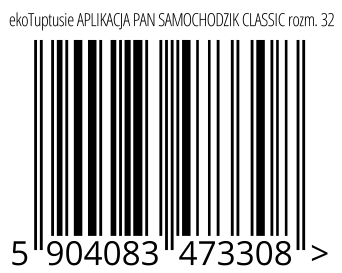 ekoTuptusie APLIKACJA PAN SAMOCHODZIK CLASSIC rozm. 32
5 904083 473308 >